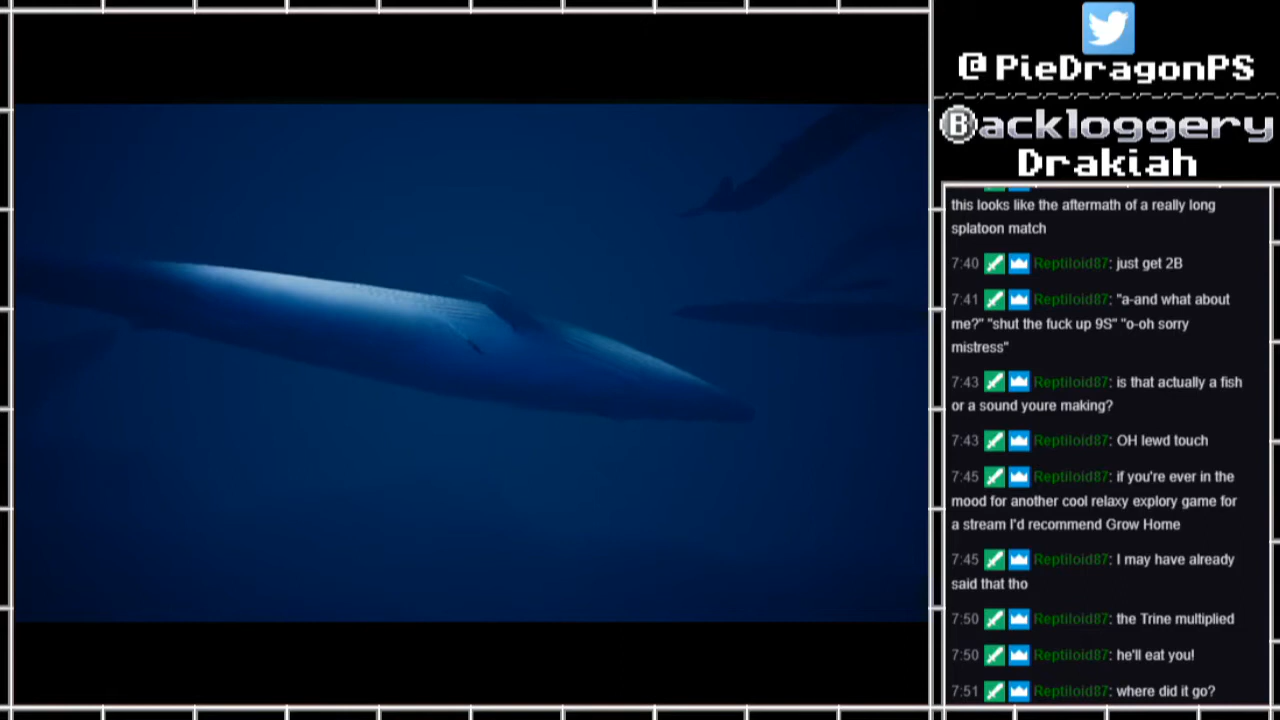 @PieDragonPS
Backloggery
Drakiah
this looks like the aftermath of a really long
splatoon match
7:40 Reptiloid87: just get 2B
7:41 Reptiloid87: "a-and what about
me?" "shut the fuck up 9S" "o-oh sorry
mistress"
7:43 Reptiloid87: is that actually a fish
or a sound youre making?
7:43 Reptiloid87: OH lewd touch
7:45 Reptiloid87: if you're ever in the
mood for another cool relaxy explory game for
a stream I'd recommend Grow Home
7:45 Reptiloid87: I may have already
said that tho
7:50 Reptiloid87: the Trine multiplied
7:50 Reptiloid87: he'll eat you!
7:51 Reptiloid87: where did it go?